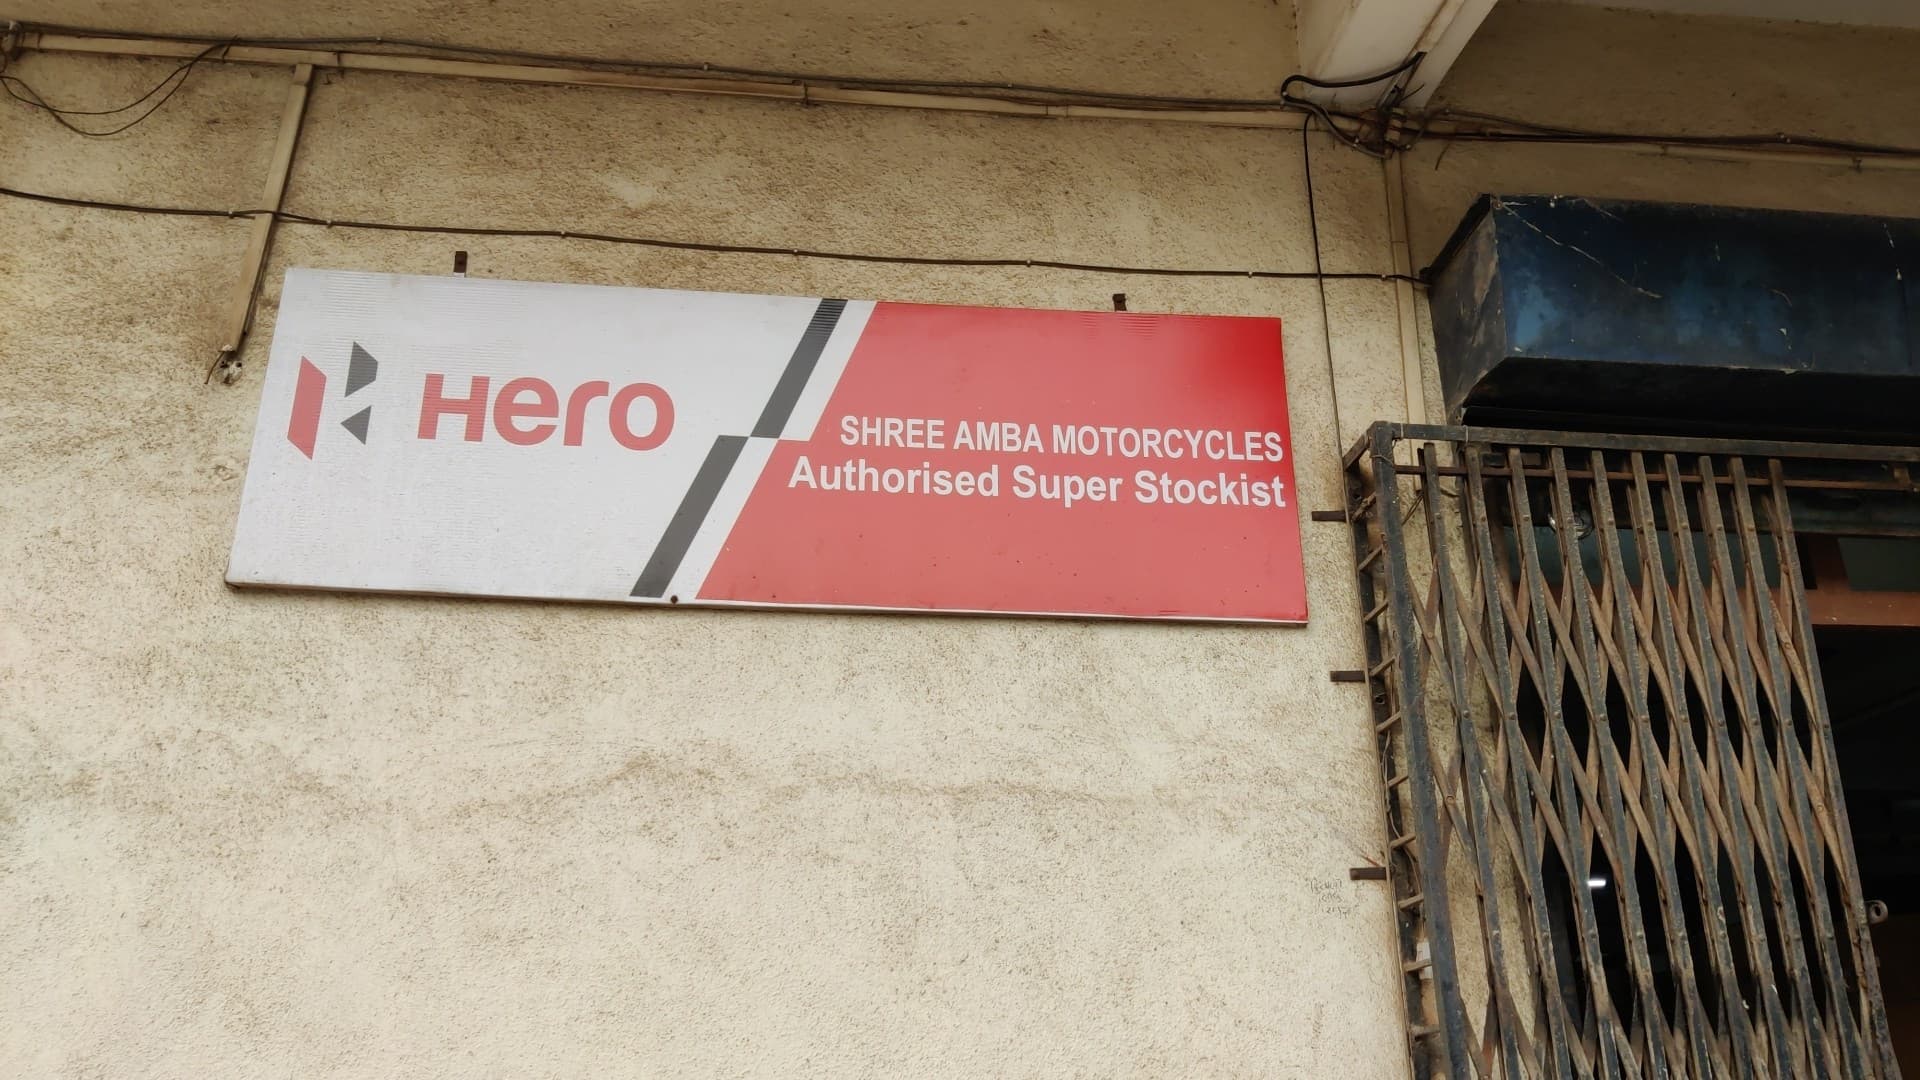 Hero
SHREE AMBA MOTORCYCLES
Authorised Super Stockist